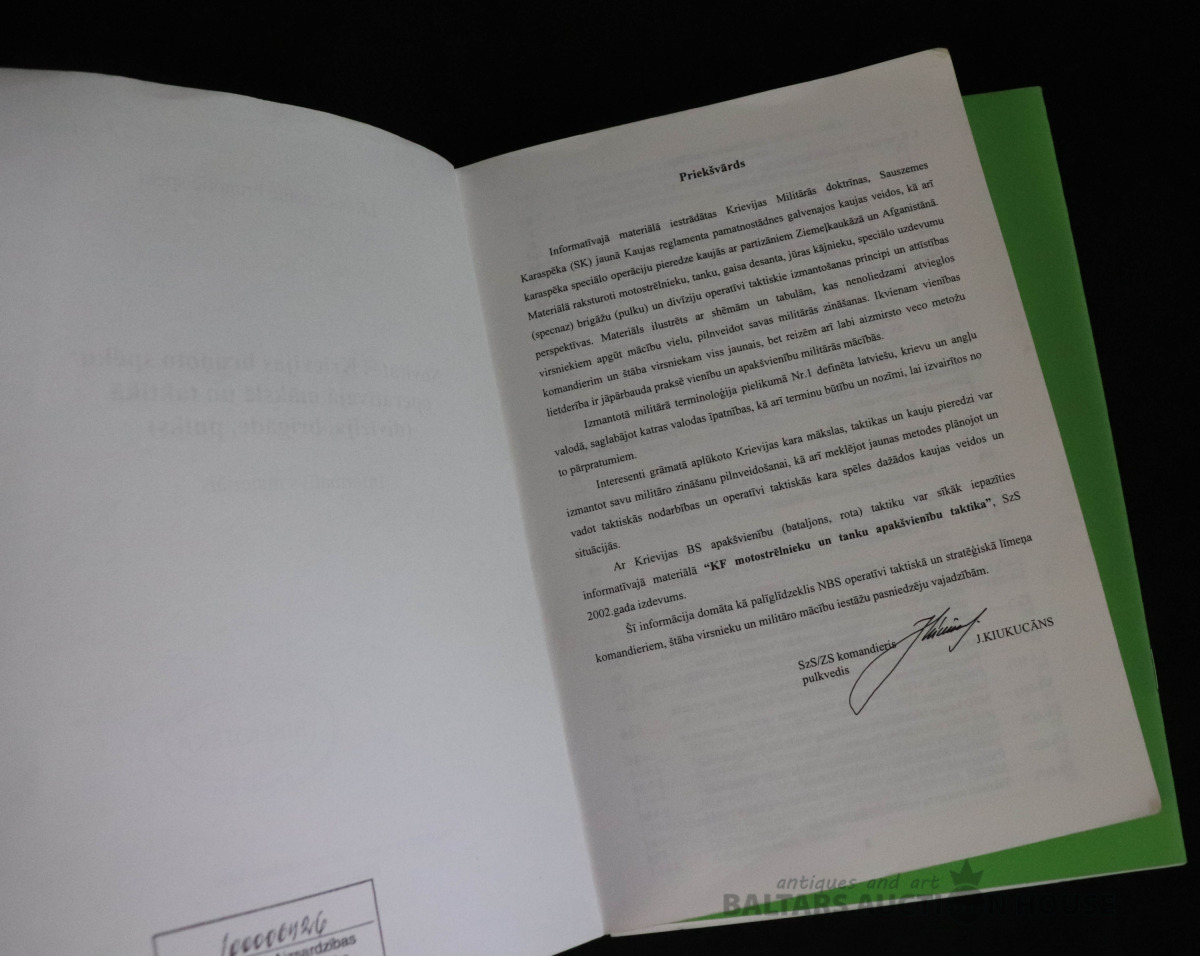 Priekšvārds
Informatīvajā materiālā iestrādātas Krievijas Militārās doktrīnas, Sauszemes
Karaspēka (SK) jaunā Kaujas reglamenta pamatnostādnes galvenajos kaujas veidos, kā arī
karaspēka speciālo operāciju pieredze kaujās ar partizāniem Ziemeļkaukāzā un Afganistānā.
Materiālā raksturoti motostrēlnieku, tanku, gaisa desanta, jūras kājnieku, speciālo uzdevumu
(specnaz) brigāžu (pulku) un divīziju operatīvi taktiskie izmantošanas principi un attīstības
perspektīvas. Materiāls ilustrēts ar shēmām un tabulām, kas nenoliedzami atvieglos
virsniekiem apgūt mācību vielu, pilnveidot savas militārās zināšanas. Ikvienam vienības
komandierim un štāba virsniekam viss jaunais, bet reizēm arī labi aizmirsto veco metožu
lietderība ir jāpārbauda praksē vienību un apakšvienību militārās mācībās.
Izmantotā militārā terminoloģija pielikumā Nr.1 definēta latviešu, krievu un angļu
valodā, saglabājot katras valodas īpatnības, kā arī terminu būtību un nozīmi, lai izvairītos no
to pārpratumiem.
Interesenti grāmatā aplūkoto Krievijas kara mākslas, taktikas un kauju pieredzi var
izmantot savu militāro zināšanu pilnveidošanai, kā arī meklējot jaunas metodes plānojot un
vadot taktiskās nodarbības un operatīvi taktiskās kara spēles dažādos kaujas veidos un
situācijās.
Ar Krievijas BS apakšvienību (bataljons, rota) taktiku var sīkāk iepazīties
informatīvajā materiālā “KF motostrēlnieku un tanku apakšvienību taktika”, SzS
2002.gada izdevums.
Šī informācija domāta kā palīglīdzeklis NBS operatīvi taktiskā un stratēģiskā līmeņa
komandieriem, štāba virsnieku un militāro mācību iestāžu pasniedzēju vajadzībām.
SzS/ZS komandieris
pulkvedis
J.KIUKUCĀNS
100006426
antiques and art
BALTARS AUCTION HOUSE